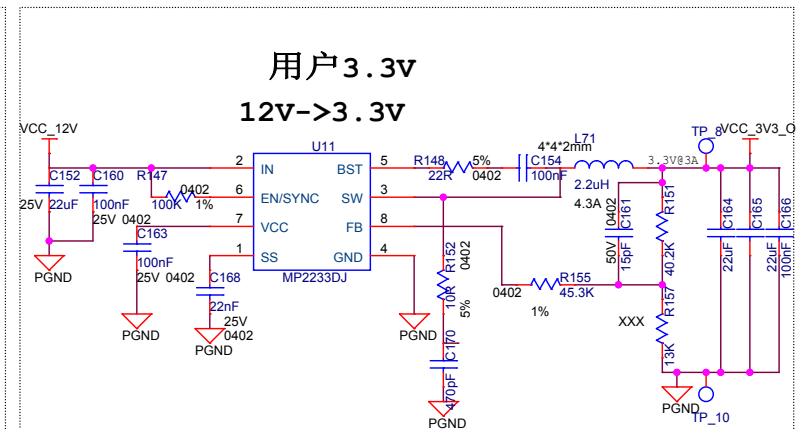 用户3.3V
12V->3.3V
VCC_12V
U11
MP2233DJ
2 IN
6 EN/SYNC
7 VCC
1 SS
BST 5
SW 3
FB 8
GND 4
C152
22uF
25V
C160
100nF
25V 0402
R147
100K
0402
1%
C163
100nF
25V 0402
C168
22nF
25V
0402
PGND
PGND
PGND
PGND
R148
22R
5%
0402
C154
100nF
4*4*2mm
L71
2.2uH
4.3A
3.3V@3A
TP_8
VCC_3V3_O
R152
10R
0402
5%
C170
470pF
PGND
R155
45.3K
0402
1%
C161
15pF
50V
0402
R151
40.2K
R157
13K
XXX
C164
22uF
C165
22uF
C166
100nF
PGND
TP_10